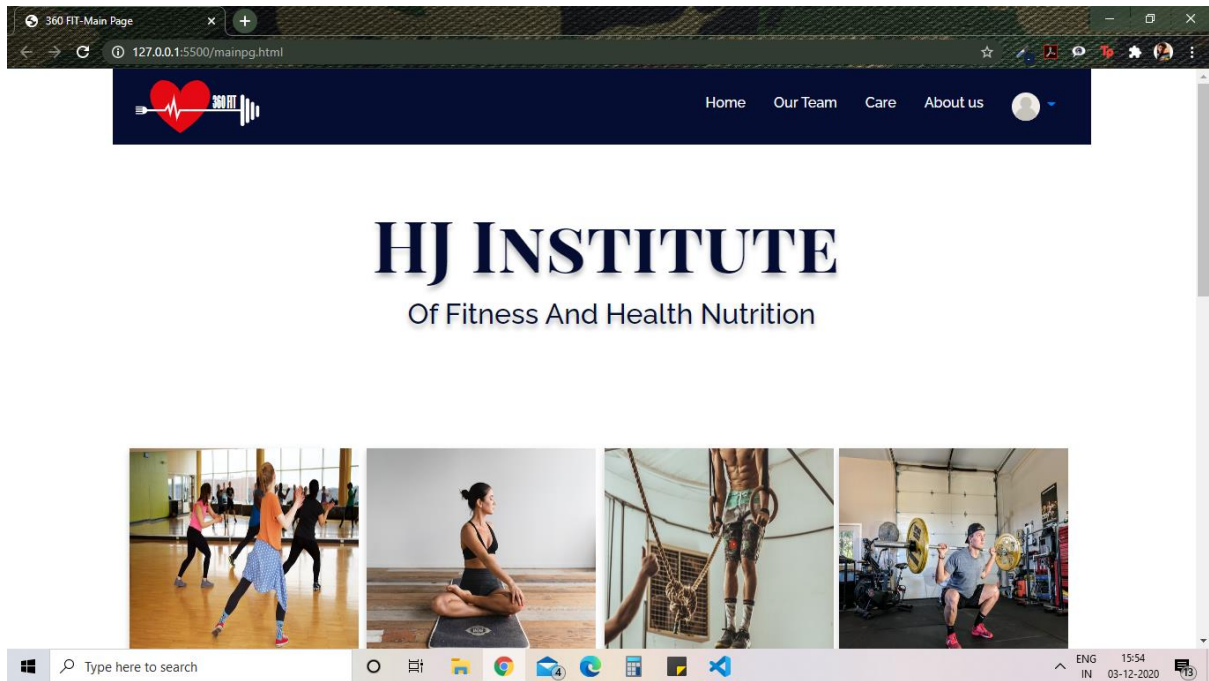 360 FIT-Main Page
127.0.0.1:5500/mainpg.html
360 FIT
Home Our Team Care About us
HJ Institute
Of Fitness And Health Nutrition
Type here to search
4
ENG 15:54
IN 03-12-2020
13